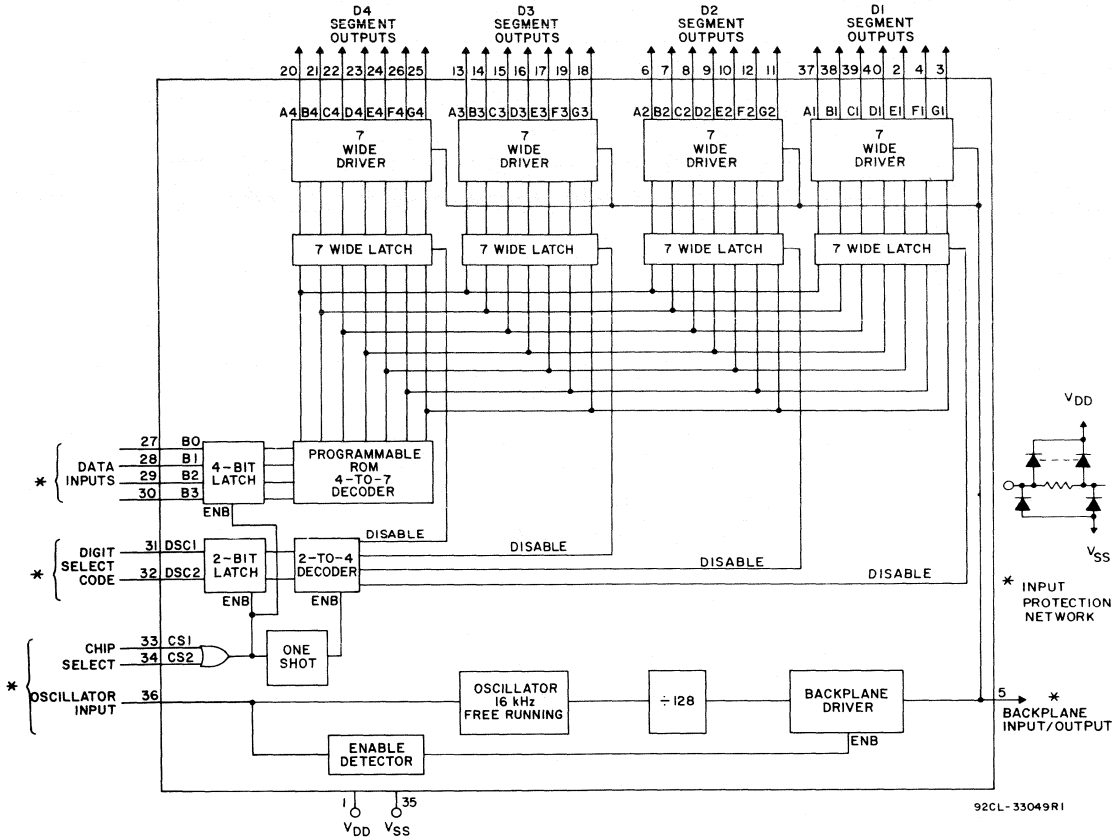 D4 SEGMENT OUTPUTS
D3 SEGMENT OUTPUTS
D2 SEGMENT OUTPUTS
D1 SEGMENT OUTPUTS
20 21 22 23 24 26 25
13 14 15 16 17 19 18
6 7 8 9 10 12 11
37 38 39 40 2 4 3
A4 B4 C4 D4 E4 F4 G4
A3 B3 C3 D3 E3 F3 G3
A2 B2 C2 D2 E2 F2 G2
A1 B1 C1 D1 E1 F1 G1
7 WIDE DRIVER
7 WIDE DRIVER
7 WIDE DRIVER
7 WIDE DRIVER
7 WIDE LATCH
7 WIDE LATCH
7 WIDE LATCH
7 WIDE LATCH
* DATA INPUTS
27 B0
28 B1
29 B2
30 B3
4-BIT LATCH
ENB
PROGRAMMABLE ROM 4-TO-7 DECODER
* DIGIT SELECT CODE
31 DSC1
32 DSC2
2-BIT LATCH
ENB
2-TO-4 DECODER
ENB
DISABLE
DISABLE
DISABLE
DISABLE
VDD
VSS
* INPUT PROTECTION NETWORK
*
CHIP SELECT
33 CS1
34 CS2
ONE SHOT
OSCILLATOR INPUT
36
OSCILLATOR 16 kHz FREE RUNNING
÷128
BACKPLANE DRIVER
ENB
5 *
BACKPLANE INPUT/OUTPUT
ENABLE DETECTOR
1 VDD
35 VSS
92CL-33049R1